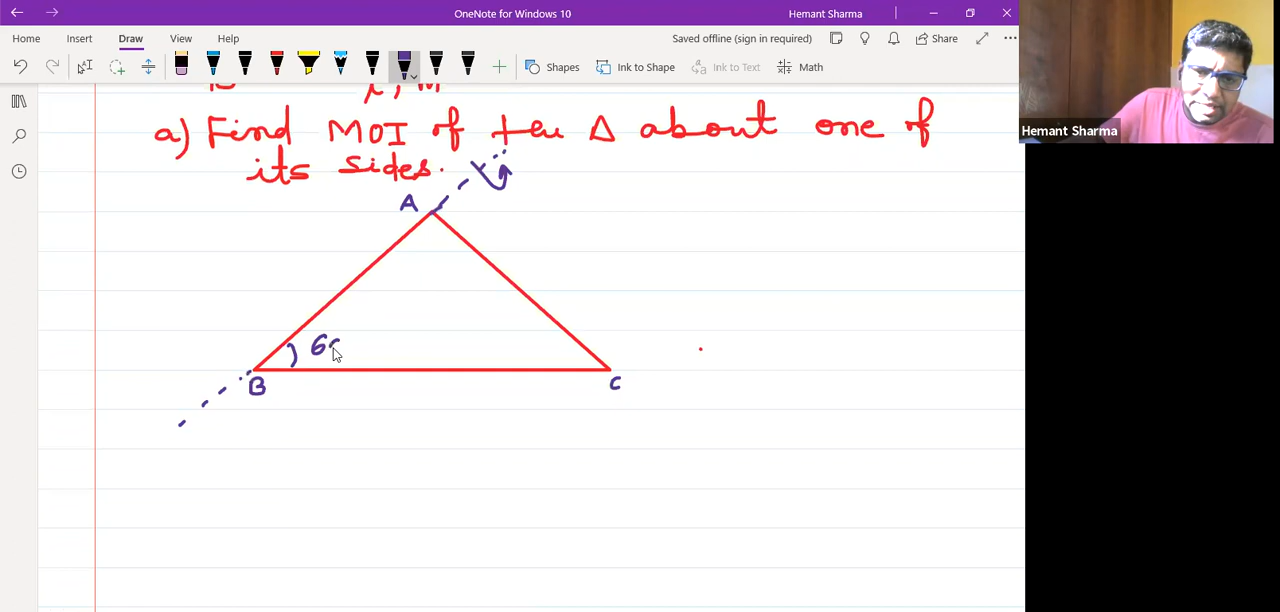 OneNote for Windows 10
Hemant Sharma
Home Insert Draw View Help
Saved offline (sign in required)
Share
Shapes
Ink to Shape
Ink to Text
Math
Hemant Sharma
a) Find MOI of the Δ about one of
its sides.
A
B
C